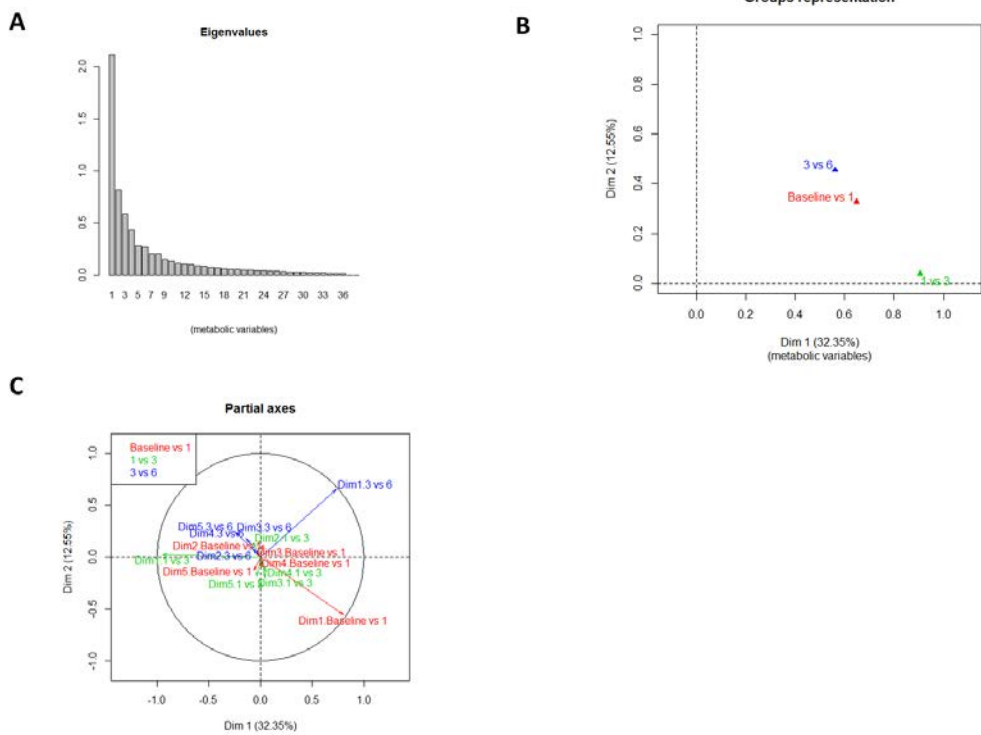 A
Eigenvalues
2.0
1.5
1.0
0.5
0.0
1 3 5 7 9 12 15 18 21 24 27 30 33 36
(metabolic variables)
B
Groups representation
1.0
0.8
0.6
0.4
0.2
0.0
Dim 2 (12.55%)
3 vs 6
Baseline vs 1
1 vs 3
0.0 0.2 0.4 0.6 0.8 1.0
Dim 1 (32.35%)
(metabolic variables)
C
Partial axes
Baseline vs 1
1 vs 3
3 vs 6
1.0
0.5
0.0
-0.5
-1.0
Dim 2 (12.55%)
Dim1.3 vs 6
Dim5.3 vs 6
Dim3.3 vs 6
Dim4.3 vs 6
Dim2.1 vs 3
Dim2.Baseline vs
Dim3.Baseline vs 1
Dim2.3 vs 6
Dim1.1 vs 3
Dim4.Baseline vs 1
Dim5.Baseline vs 1
Dim4.1 vs 3
Dim5.1 vs
Dim3.1 vs 3
Dim1.Baseline vs 1
-1.0 -0.5 0.0 0.5 1.0
Dim 1 (32.35%)